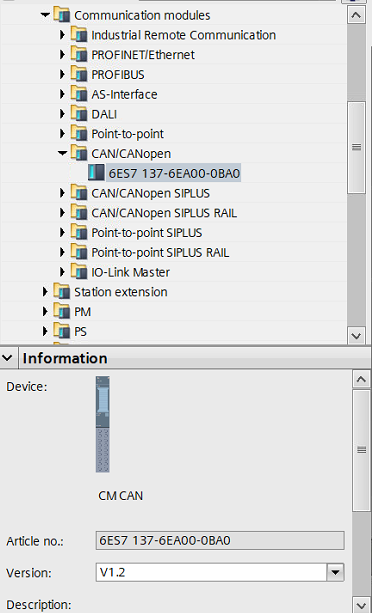 Communication modules
Industrial Remote Communication
PROFINET/Ethernet
PROFIBUS
AS-Interface
DALI
Point-to-point
CAN/CANopen
6ES7 137-6EA00-0BA0
CAN/CANopen SIPLUS
CAN/CANopen SIPLUS RAIL
Point-to-point SIPLUS
Point-to-point SIPLUS RAIL
IO-Link Master
Station extension
PM
PS
Information
Device:
CM CAN
Article no.: 6ES7 137-6EA00-0BA0
Version: V1.2
Description: